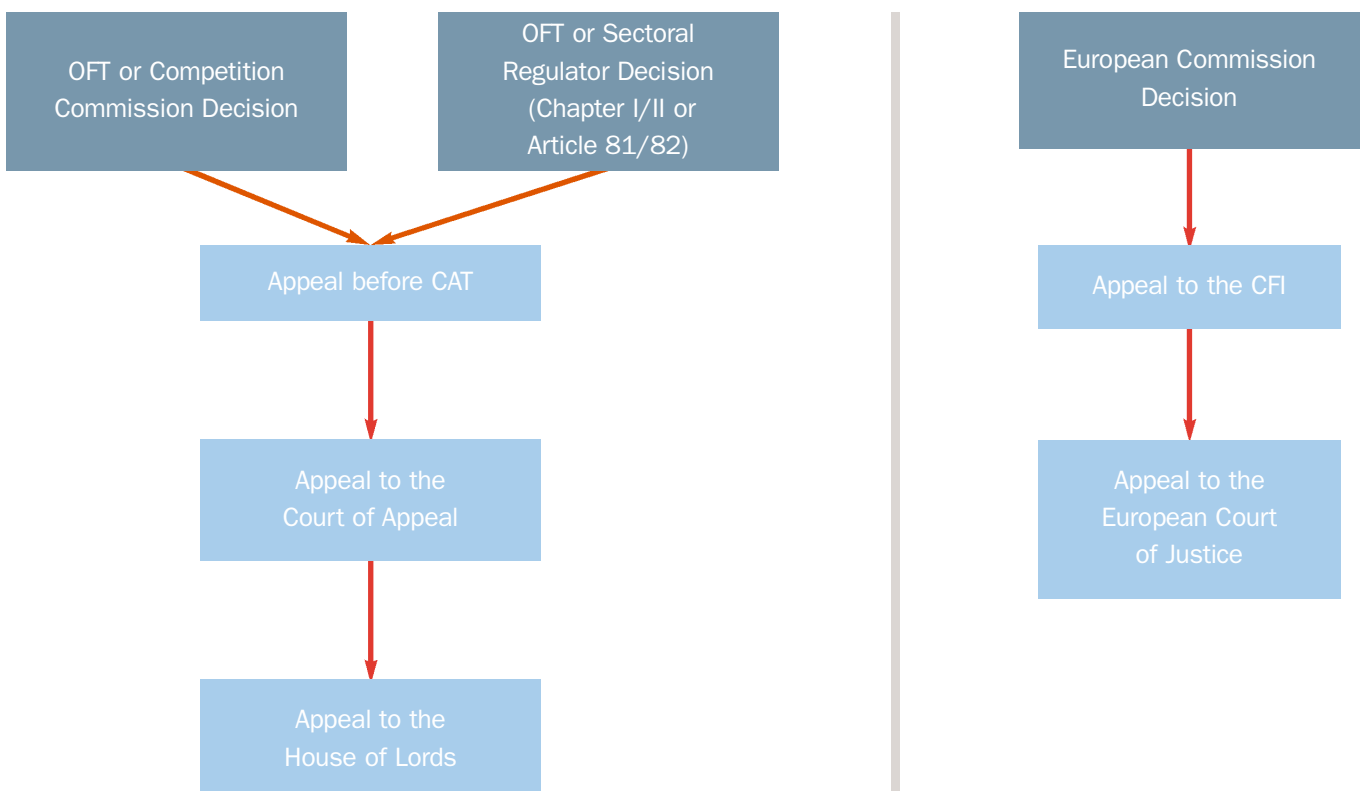 OFT or Competition
Commission Decision
OFT or Sectoral
Regulator Decision
(Chapter I/II or
Article 81/82)
Appeal before CAT
Appeal to the
Court of Appeal
Appeal to the
House of Lords
European Commission
Decision
Appeal to the CFI
Appeal to the
European Court
of Justice